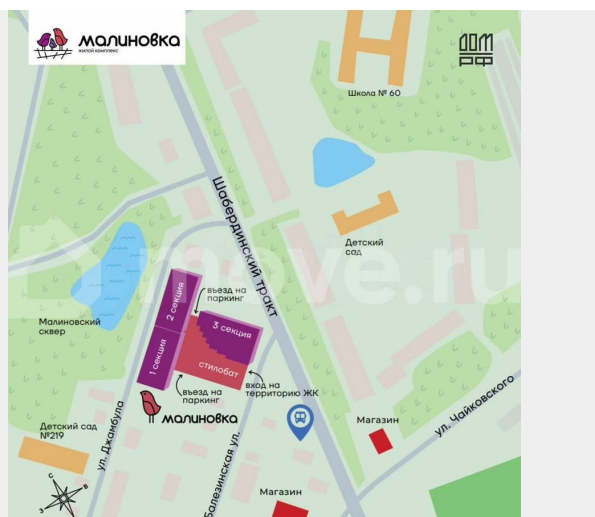 малиновка
жилой комплекс
ДОМ
РФ
Школа № 60
Шабердинский тракт
Детский
сад
move.ru
2 секция
въезд на
паркинг
Малиновский
сквер
1 секция
3 секция
стилобат
въезд на
паркинг
вход на
территорию ЖК
малиновка
Детский сад
№219
ул. Джамбула
Балезинская ул.
Магазин
ул. Чайковского
Магазин
С
В
З